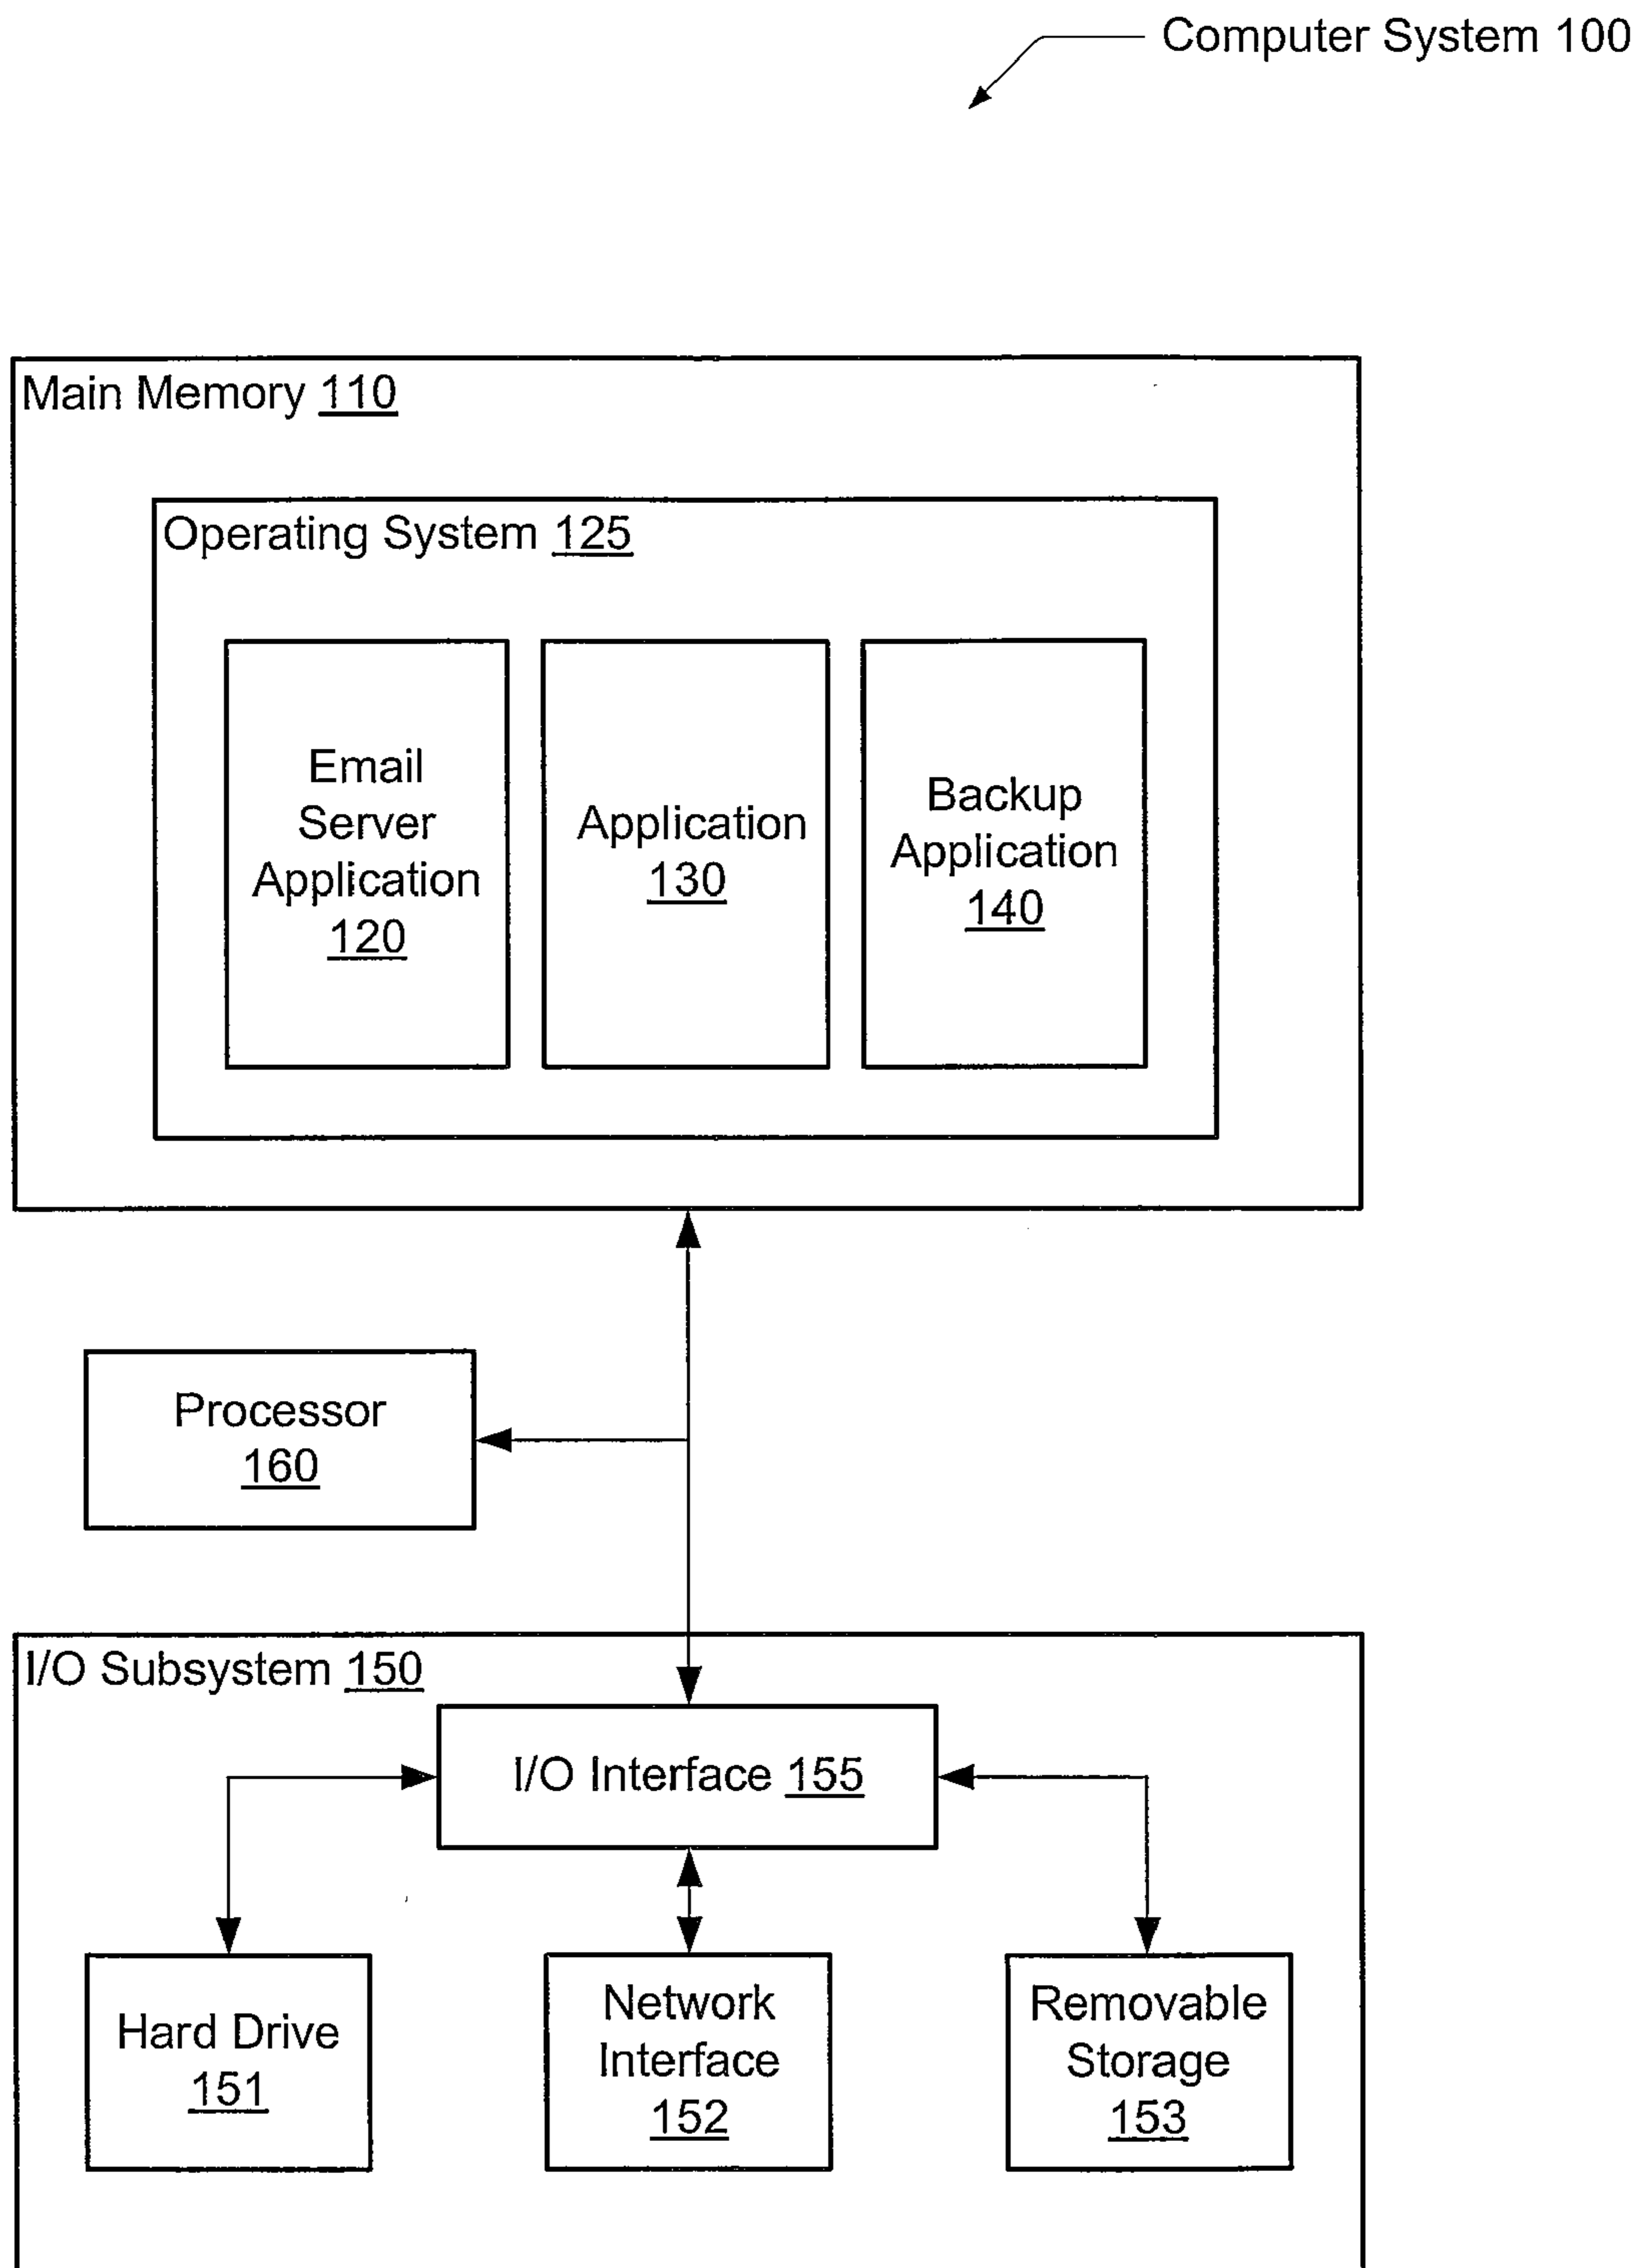 Computer System 100
Main Memory 110
Operating System 125
Email
Server
Application
120
Application
130
Backup
Application
140
Processor
160
I/O Subsystem 150
I/O Interface 155
Hard Drive
151
Network
Interface
152
Removable
Storage
153